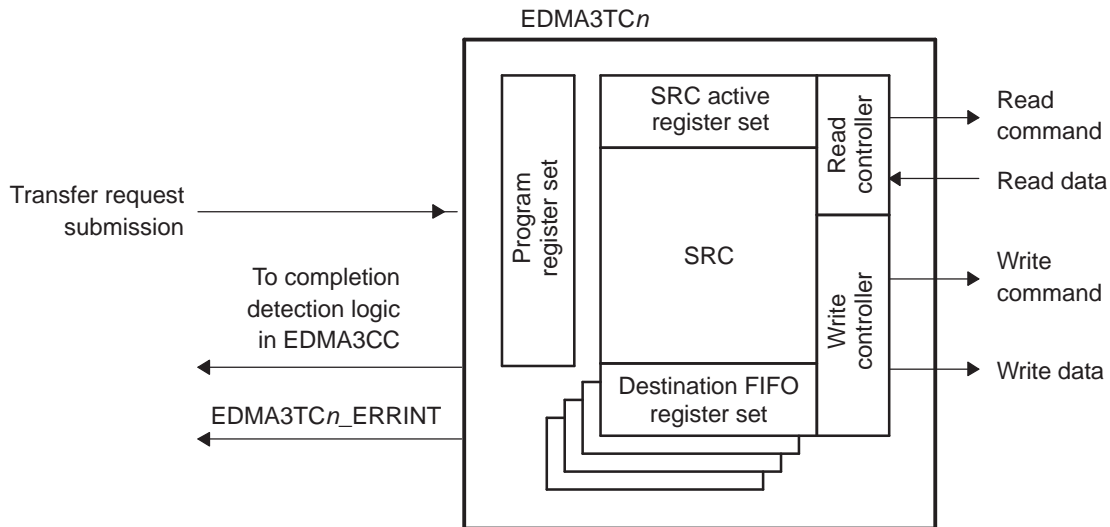 EDMA3TCn
SRC active
register set
Read
controller
Read
command
Read data
Program
register set
Transfer request
submission
SRC
To completion
detection logic
in EDMA3CC
Write
controller
Write
command
Write data
Destination FIFO
register set
EDMA3TCn_ERRINT